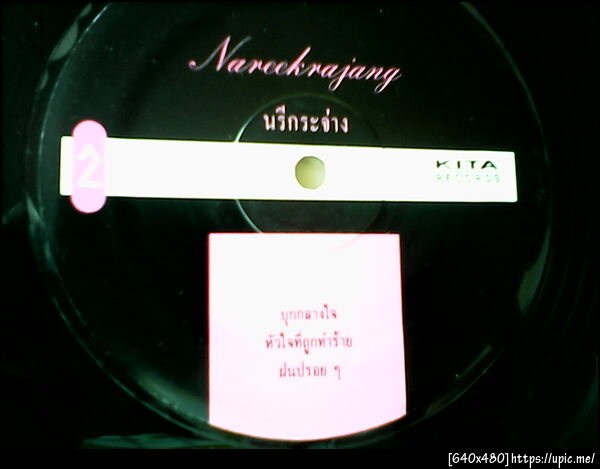 Nareekrajang
นรีกระจ่าง
2
KITA
RECORDS
บุกกลางใจ
หัวใจที่ถูกทำร้าย
ฝนปรอย ๆ
[640x480]https://upic.me/